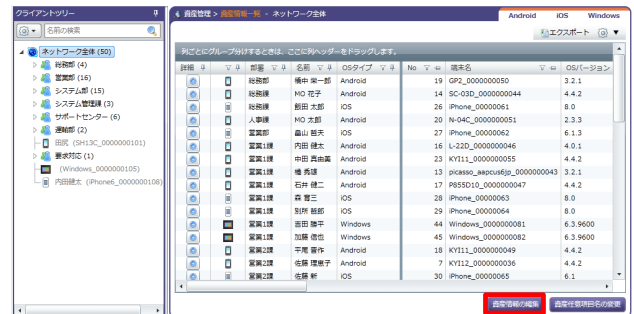 クライアントツリー
名前の検索
ネットワーク全体 (50)
総務部 (4)
営業部 (16)
システム部 (15)
システム管理課 (3)
サポートセンター (6)
運輸部 (2)
田尻 (SH13C_0000000101)
要求対応 (1)
(Windows_0000000105)
内田健太 (iPhone6_0000000108)
資産管理 > 資産情報一覧 - ネットワーク全体
Android iOS Windows
エクスポート
列ごとにグループ分けするときは、ここに列ヘッダーをドラッグします。
詳細 部署 名前 OSタイプ No 端末名 OSバージョン
総務部 橋中 栄一郎 Android 19 GP2_0000000050 3.2.1
総務課 MO 花子 Android 14 SC-03D_0000000044 4.4.2
総務課 飯田 太郎 iOS 26 iPhone_00000061 8.0
人事課 MO 太郎 Android 20 N-04C_0000000051 2.3.3
営業部 畠山 哲夫 iOS 27 iPhone_00000062 6.1.3
営業1課 内田 健太 Android 16 L-22D_0000000046 4.0.1
営業1課 中田 真由美 Android 23 KYI11_0000000055 4.4.2
営業1課 橘 秀雄 Android 13 picasso_aapcus6jp_0000000043 3.2.1
営業1課 石井 健二 Android 17 P855D10_0000000047 4.4.2
営業1課 森 晋三 iOS 28 iPhone_00000063 8.0
営業1課 別所 哲郎 iOS 29 iPhone_00000064 8.0
営業1課 吉田 勝平 Windows 44 Windows_0000000081 6.3.9600
営業1課 加藤 信也 Windows 45 Windows_0000000082 6.3.9600
営業2課 平尾 晋作 Android 18 KYI11_0000000049 4.4.2
営業2課 佐藤 理恵子 Android 7 KYI12_0000000036 4.4.2
営業2課 佐藤 新 iOS 30 iPhone_00000065 6.1
資産情報の編集 資産任意項目名の変更